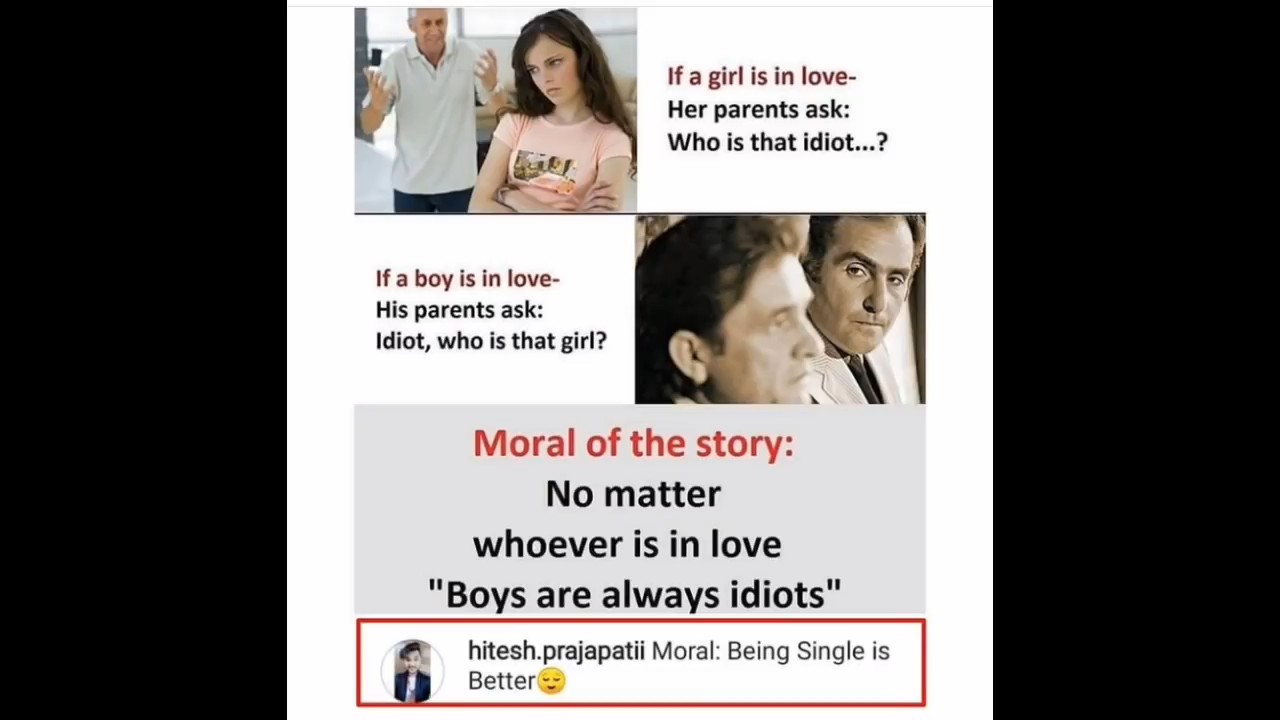 If a girl is in love-
Her parents ask:
Who is that idiot...?
If a boy is in love-
His parents ask:
Idiot, who is that girl?
Moral of the story:
No matter
whoever is in love
"Boys are always idiots"
hitesh.prajapatii Moral: Being Single is
Better😌